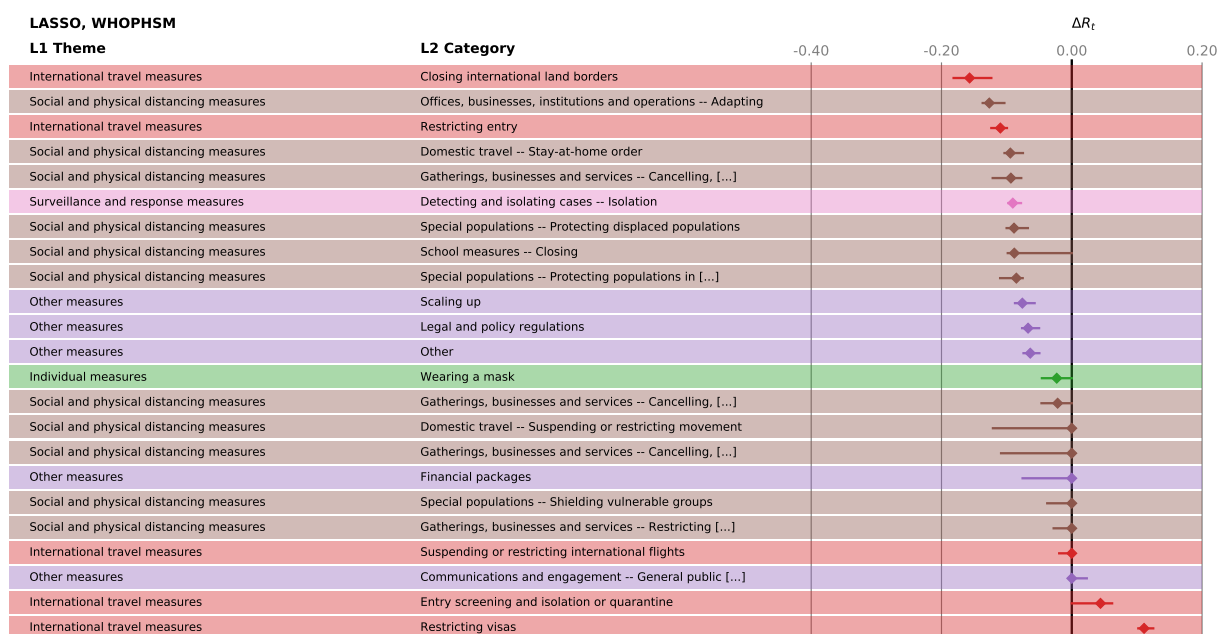 LASSO, WHOPHSM ΔRt
L1 Theme L2 Category -0.40 -0.20 0.00 0.20
International travel measures Closing international land borders
Social and physical distancing measures Offices, businesses, institutions and operations -- Adapting
International travel measures Restricting entry
Social and physical distancing measures Domestic travel -- Stay-at-home order
Social and physical distancing measures Gatherings, businesses and services -- Cancelling, [...]
Surveillance and response measures Detecting and isolating cases -- Isolation
Social and physical distancing measures Special populations -- Protecting displaced populations
Social and physical distancing measures School measures -- Closing
Social and physical distancing measures Special populations -- Protecting populations in [...]
Other measures Scaling up
Other measures Legal and policy regulations
Other measures Other
Individual measures Wearing a mask
Social and physical distancing measures Gatherings, businesses and services -- Cancelling, [...]
Social and physical distancing measures Domestic travel -- Suspending or restricting movement
Social and physical distancing measures Gatherings, businesses and services -- Cancelling, [...]
Other measures Financial packages
Social and physical distancing measures Special populations -- Shielding vulnerable groups
Social and physical distancing measures Gatherings, businesses and services -- Restricting [...]
International travel measures Suspending or restricting international flights
Other measures Communications and engagement -- General public [...]
International travel measures Entry screening and isolation or quarantine
International travel measures Restricting visas